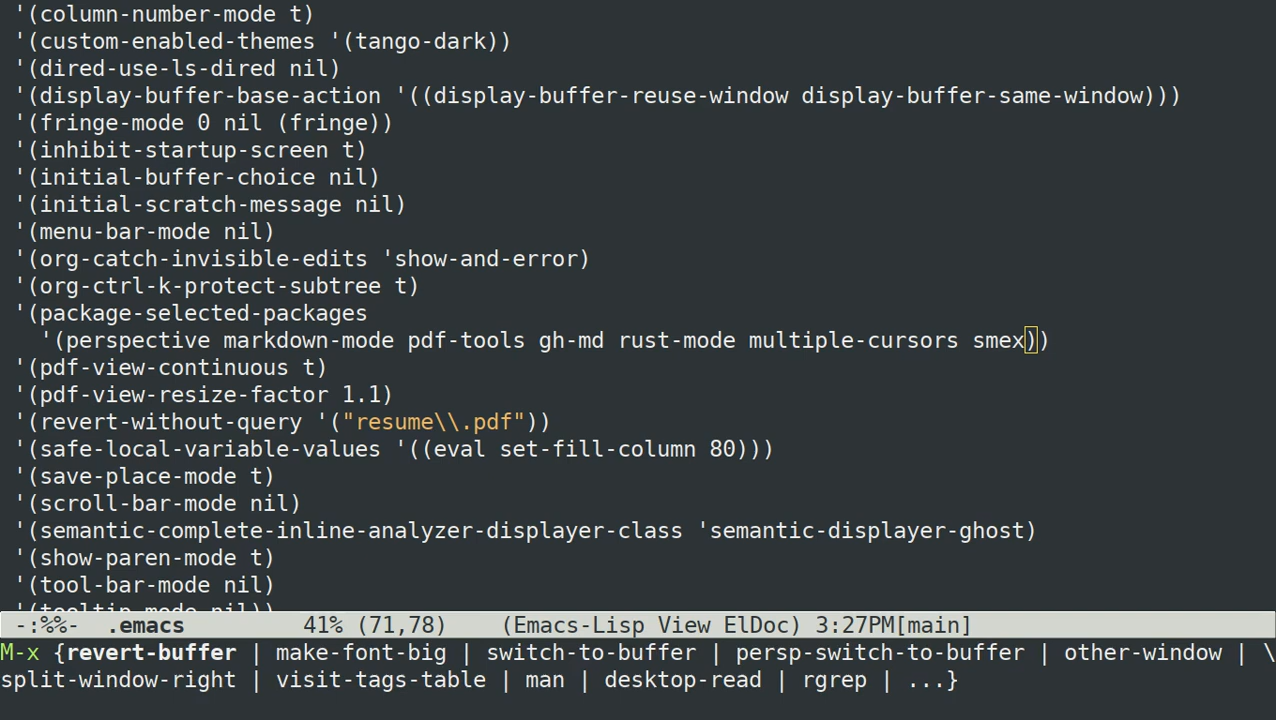 '(column-number-mode t)
'(custom-enabled-themes '(tango-dark))
'(dired-use-ls-dired nil)
'(display-buffer-base-action '((display-buffer-reuse-window display-buffer-same-window)))
'(fringe-mode 0 nil (fringe))
'(inhibit-startup-screen t)
'(initial-buffer-choice nil)
'(initial-scratch-message nil)
'(menu-bar-mode nil)
'(org-catch-invisible-edits 'show-and-error)
'(org-ctrl-k-protect-subtree t)
'(package-selected-packages
'(perspective markdown-mode pdf-tools gh-md rust-mode multiple-cursors smex))
'(pdf-view-continuous t)
'(pdf-view-resize-factor 1.1)
'(revert-without-query '("resume\\.pdf"))
'(safe-local-variable-values '((eval set-fill-column 80)))
'(save-place-mode t)
'(scroll-bar-mode nil)
'(semantic-complete-inline-analyzer-displayer-class 'semantic-displayer-ghost)
'(show-paren-mode t)
'(tool-bar-mode nil)
'(tooltip-mode nil))
-:%%-  .emacs         41% (71,78)    (Emacs-Lisp View ElDoc) 3:27PM[main]
M-x {revert-buffer | make-font-big | switch-to-buffer | persp-switch-to-buffer | other-window | \
split-window-right | visit-tags-table | man | desktop-read | rgrep | ...}